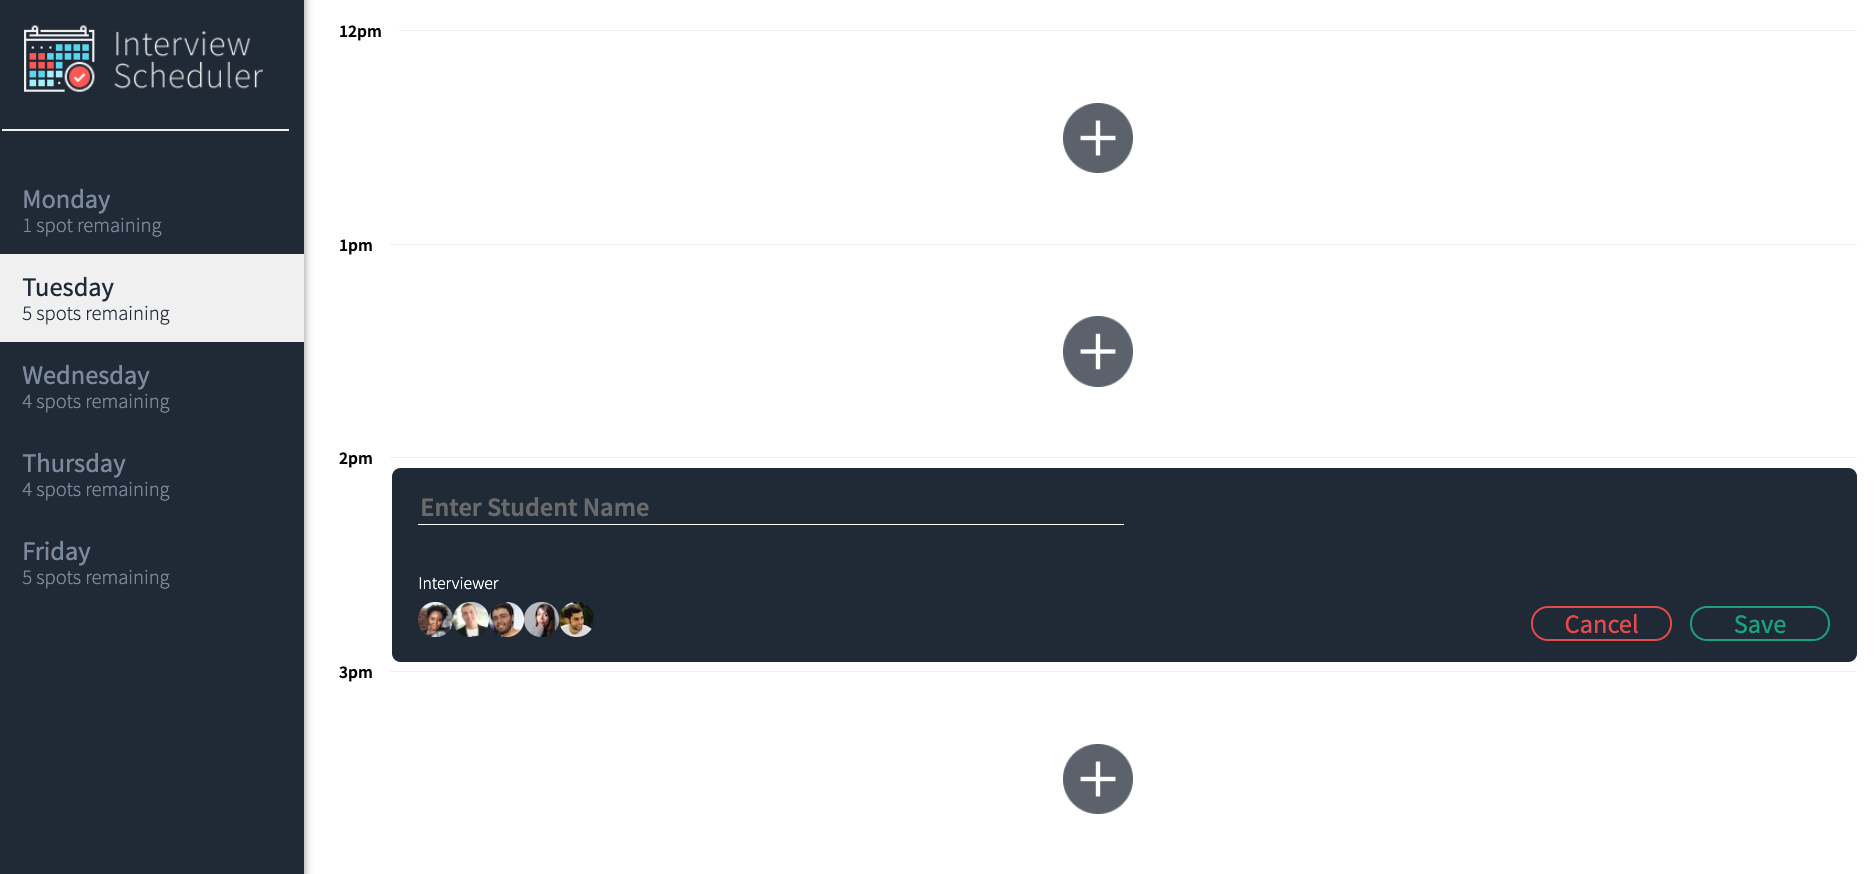 Interview
Scheduler
Monday
1 spot remaining
Tuesday
5 spots remaining
Wednesday
4 spots remaining
Thursday
4 spots remaining
Friday
5 spots remaining
12pm
1pm
2pm
Enter Student Name
Interviewer
Cancel
Save
3pm